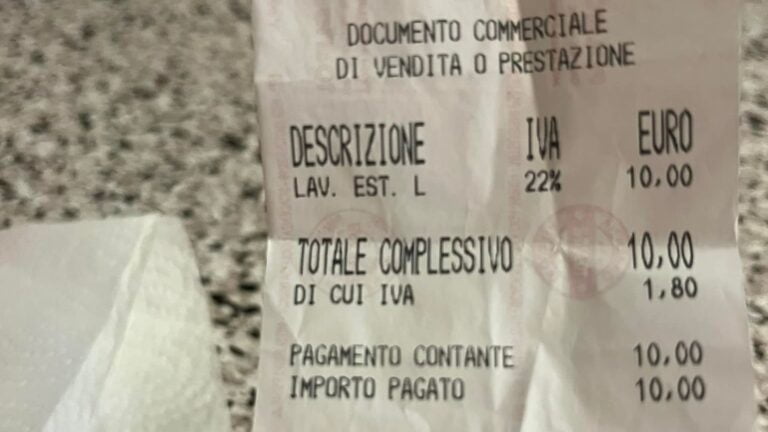 DOCUMENTO COMMERCIALE
DI VENDITA O PRESTAZIONE
DESCRIZIONE IVA EURO
LAV. EST. L 22% 10,00
TOTALE COMPLESSIVO 10,00
DI CUI IVA 1,80
PAGAMENTO CONTANTE 10,00
IMPORTO PAGATO 10,00